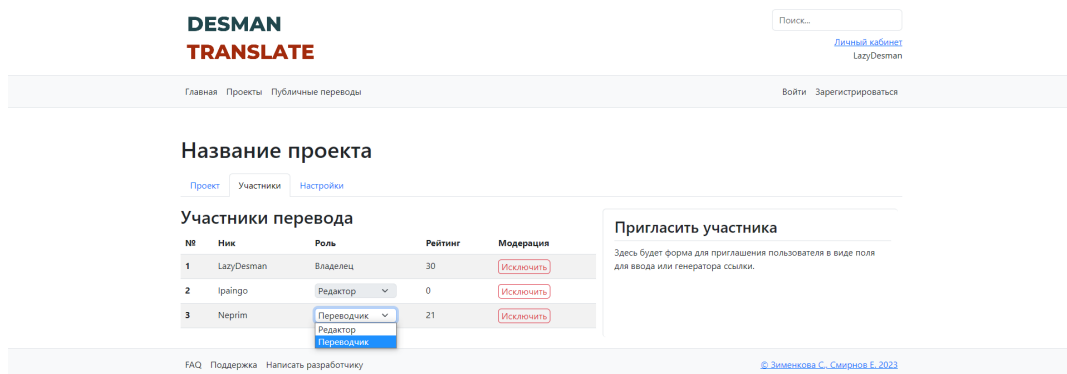 DESMAN
TRANSLATE
Поиск...
Личный кабинет
LazyDesman
Главная Проекты Публичные переводы Войти Зарегистрироваться
Название проекта
Проект Участники Настройки
Участники перевода
№ Ник Роль Рейтинг Модерация
1 LazyDesman Владелец 30 Исключить
2 Ipaingo Редактор 0 Исключить
3 Neprim Переводчик 21 Исключить
Редактор
Переводчик
Пригласить участника
Здесь будет форма для приглашения пользователя в виде поля
для ввода или генератора ссылки.
FAQ Поддержка Написать разработчику © Зименкова С., Смирнов Е. 2023